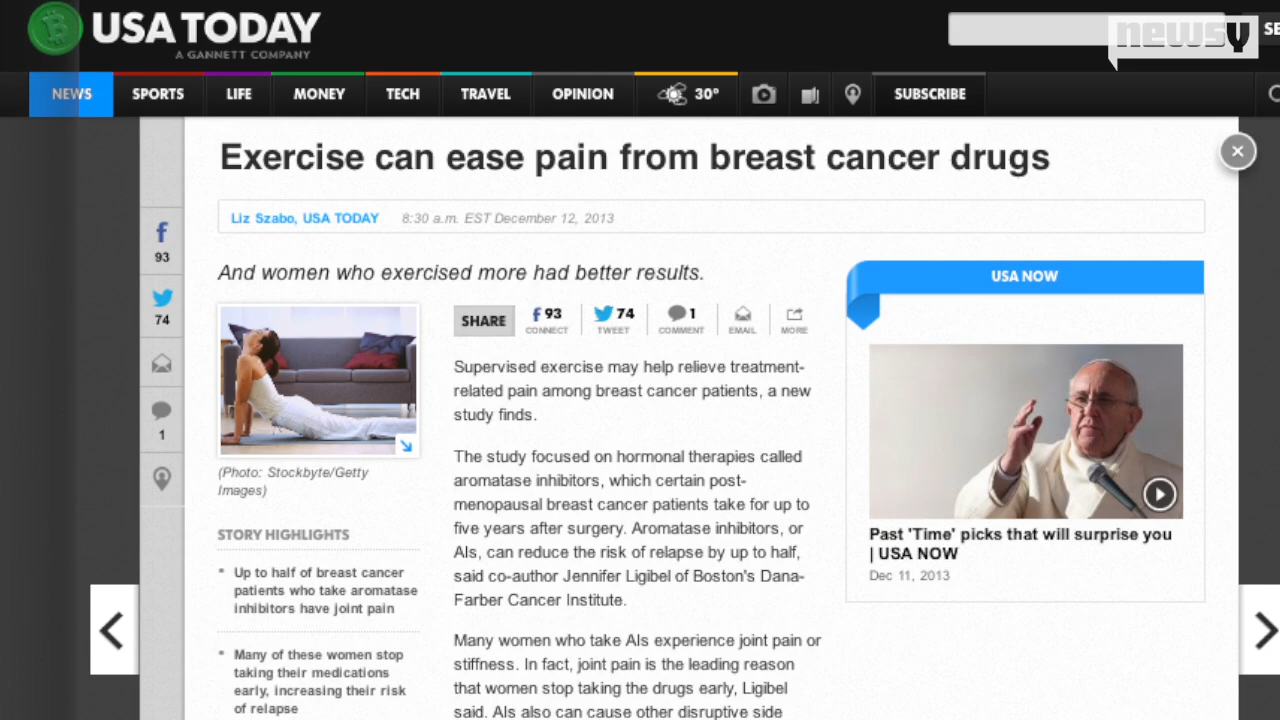 USA TODAY
A GANNETT COMPANY
newsy
NEWS SPORTS LIFE MONEY TECH TRAVEL OPINION 30° SUBSCRIBE
Exercise can ease pain from breast cancer drugs
Liz Szabo, USA TODAY 8:30 a.m. EST December 12, 2013
93
74
1
And women who exercised more had better results.
(Photo: Stockbyte/Getty
Images)
STORY HIGHLIGHTS
Up to half of breast cancer
patients who take aromatase
inhibitors have joint pain
Many of these women stop
taking their medications
early, increasing their risk
of relapse
SHARE 93 CONNECT 74 TWEET 1 COMMENT EMAIL MORE
Supervised exercise may help relieve treatment-
related pain among breast cancer patients, a new
study finds.
The study focused on hormonal therapies called
aromatase inhibitors, which certain post-
menopausal breast cancer patients take for up to
five years after surgery. Aromatase inhibitors, or
AIs, can reduce the risk of relapse by up to half,
said co-author Jennifer Ligibel of Boston's Dana-
Farber Cancer Institute.
Many women who take AIs experience joint pain or
stiffness. In fact, joint pain is the leading reason
that women stop taking the drugs early, Ligibel
said. AIs also can cause other disruptive side
USA NOW
Past 'Time' picks that will surprise you
| USA NOW
Dec 11, 2013